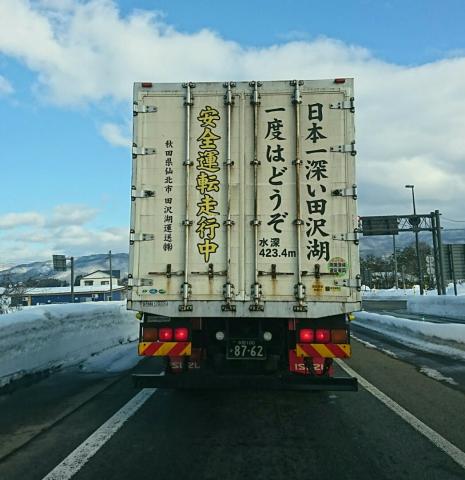 日本一深い田沢湖
一度はどうぞ
水深
423.4m
安全運転走行中
秋田県仙北市 田沢湖運送㈱
87-62
ISUZU